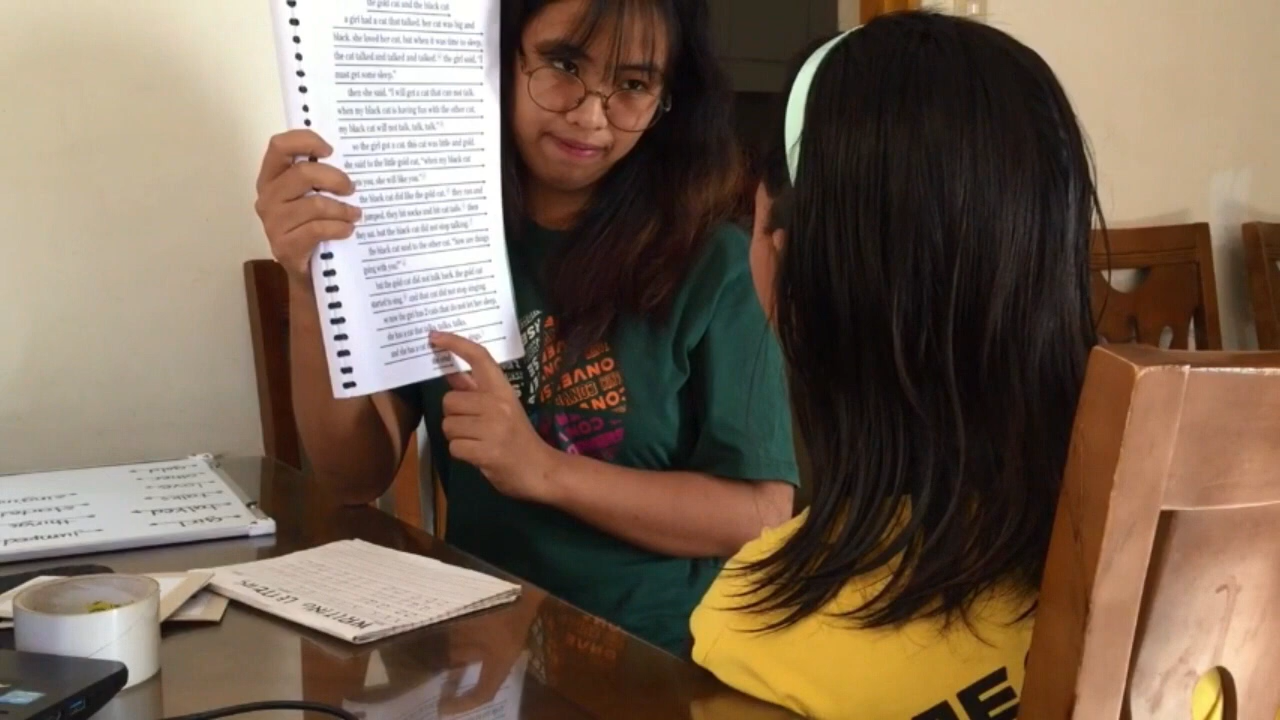 the gold cat and the black cat
a girl had a cat that talked. her cat was big and
black. she loved her cat. but when it was time to sleep,
the cat talked and talked and talked. the girl said, "I
must get some sleep."
then she said. "I will get a cat that can not talk.
when my black cat is having fun with the other cat,
my black cat will not talk, talk, talk."
so the girl got a cat. this cat was little and gold.
she said to the little gold cat, "when my black cat
you, she will like you."
the black cat did like the gold cat. they ran and
jumped. they bit socks and bit cat tails. then
they sat. but the black cat did not stop talking.
the black cat said to the other cat, "how are things
going with you?"
but the gold cat did not talk back. the gold cat
started to sing. and that cat did not stop singing.
the girl has 2 cats that do not let her sleep.
she has a cat that talks, talks, talks.
and she has a cat
gold
other
love
talks
talked
girl
singing
started
things
jumped
WRITING LETTERS
ME